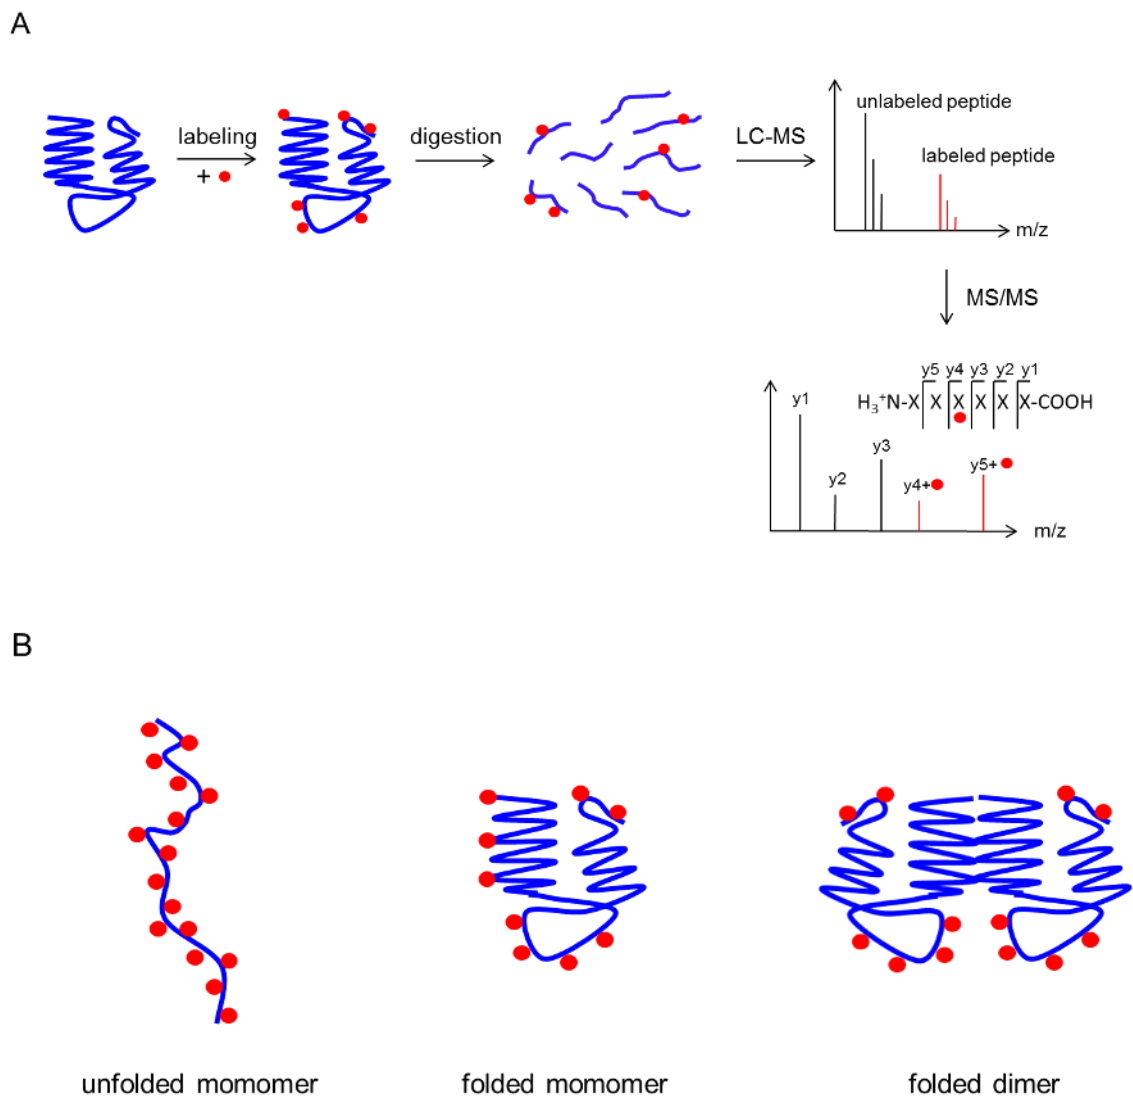 A
labeling
+
digestion
LC-MS
unlabeled peptide
labeled peptide
m/z
MS/MS
y5 y4 y3 y2 y1
H₃⁺N-X X X X X X-COOH
y1
y2
y3
y4+
y5+
m/z
B
unfolded momomer
folded momomer
folded dimer